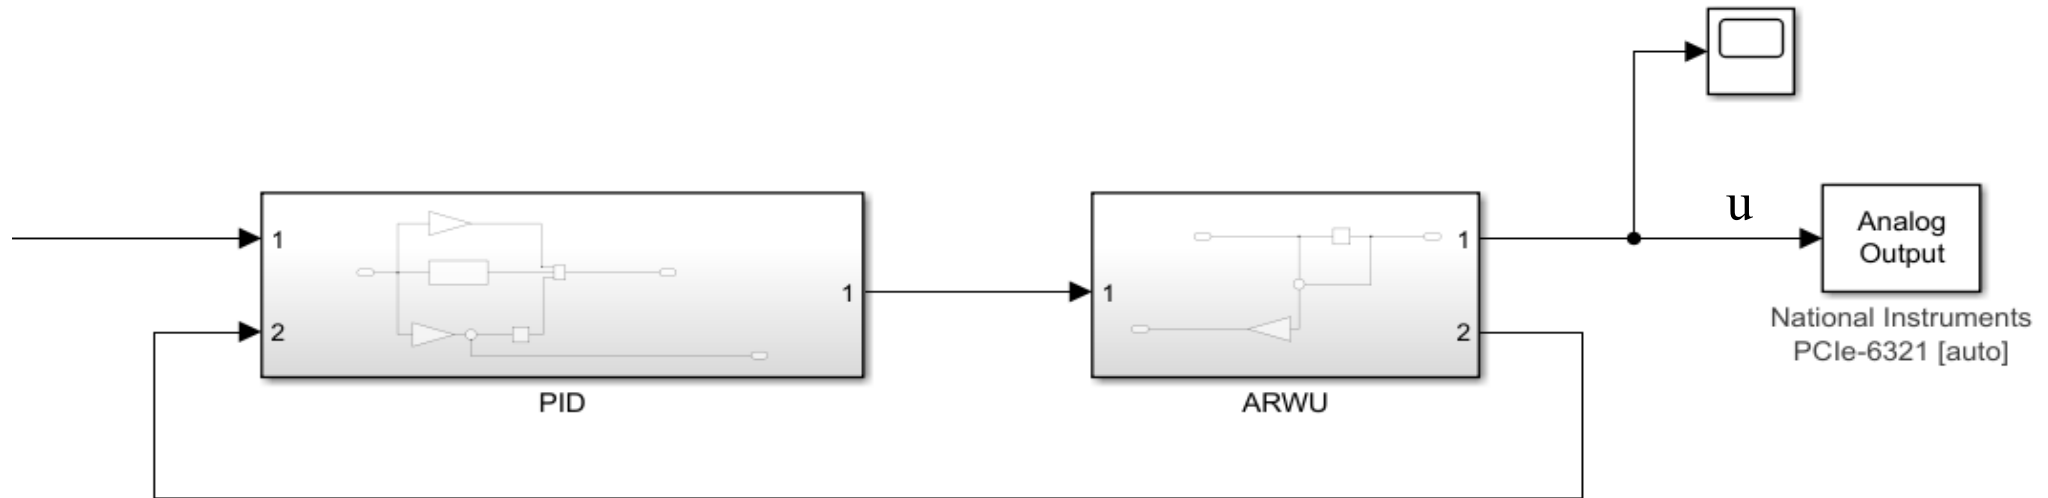 u
Analog
Output
1
1
2
1
1
2
National Instruments
PCIe-6321 [auto]
PID
ARWU